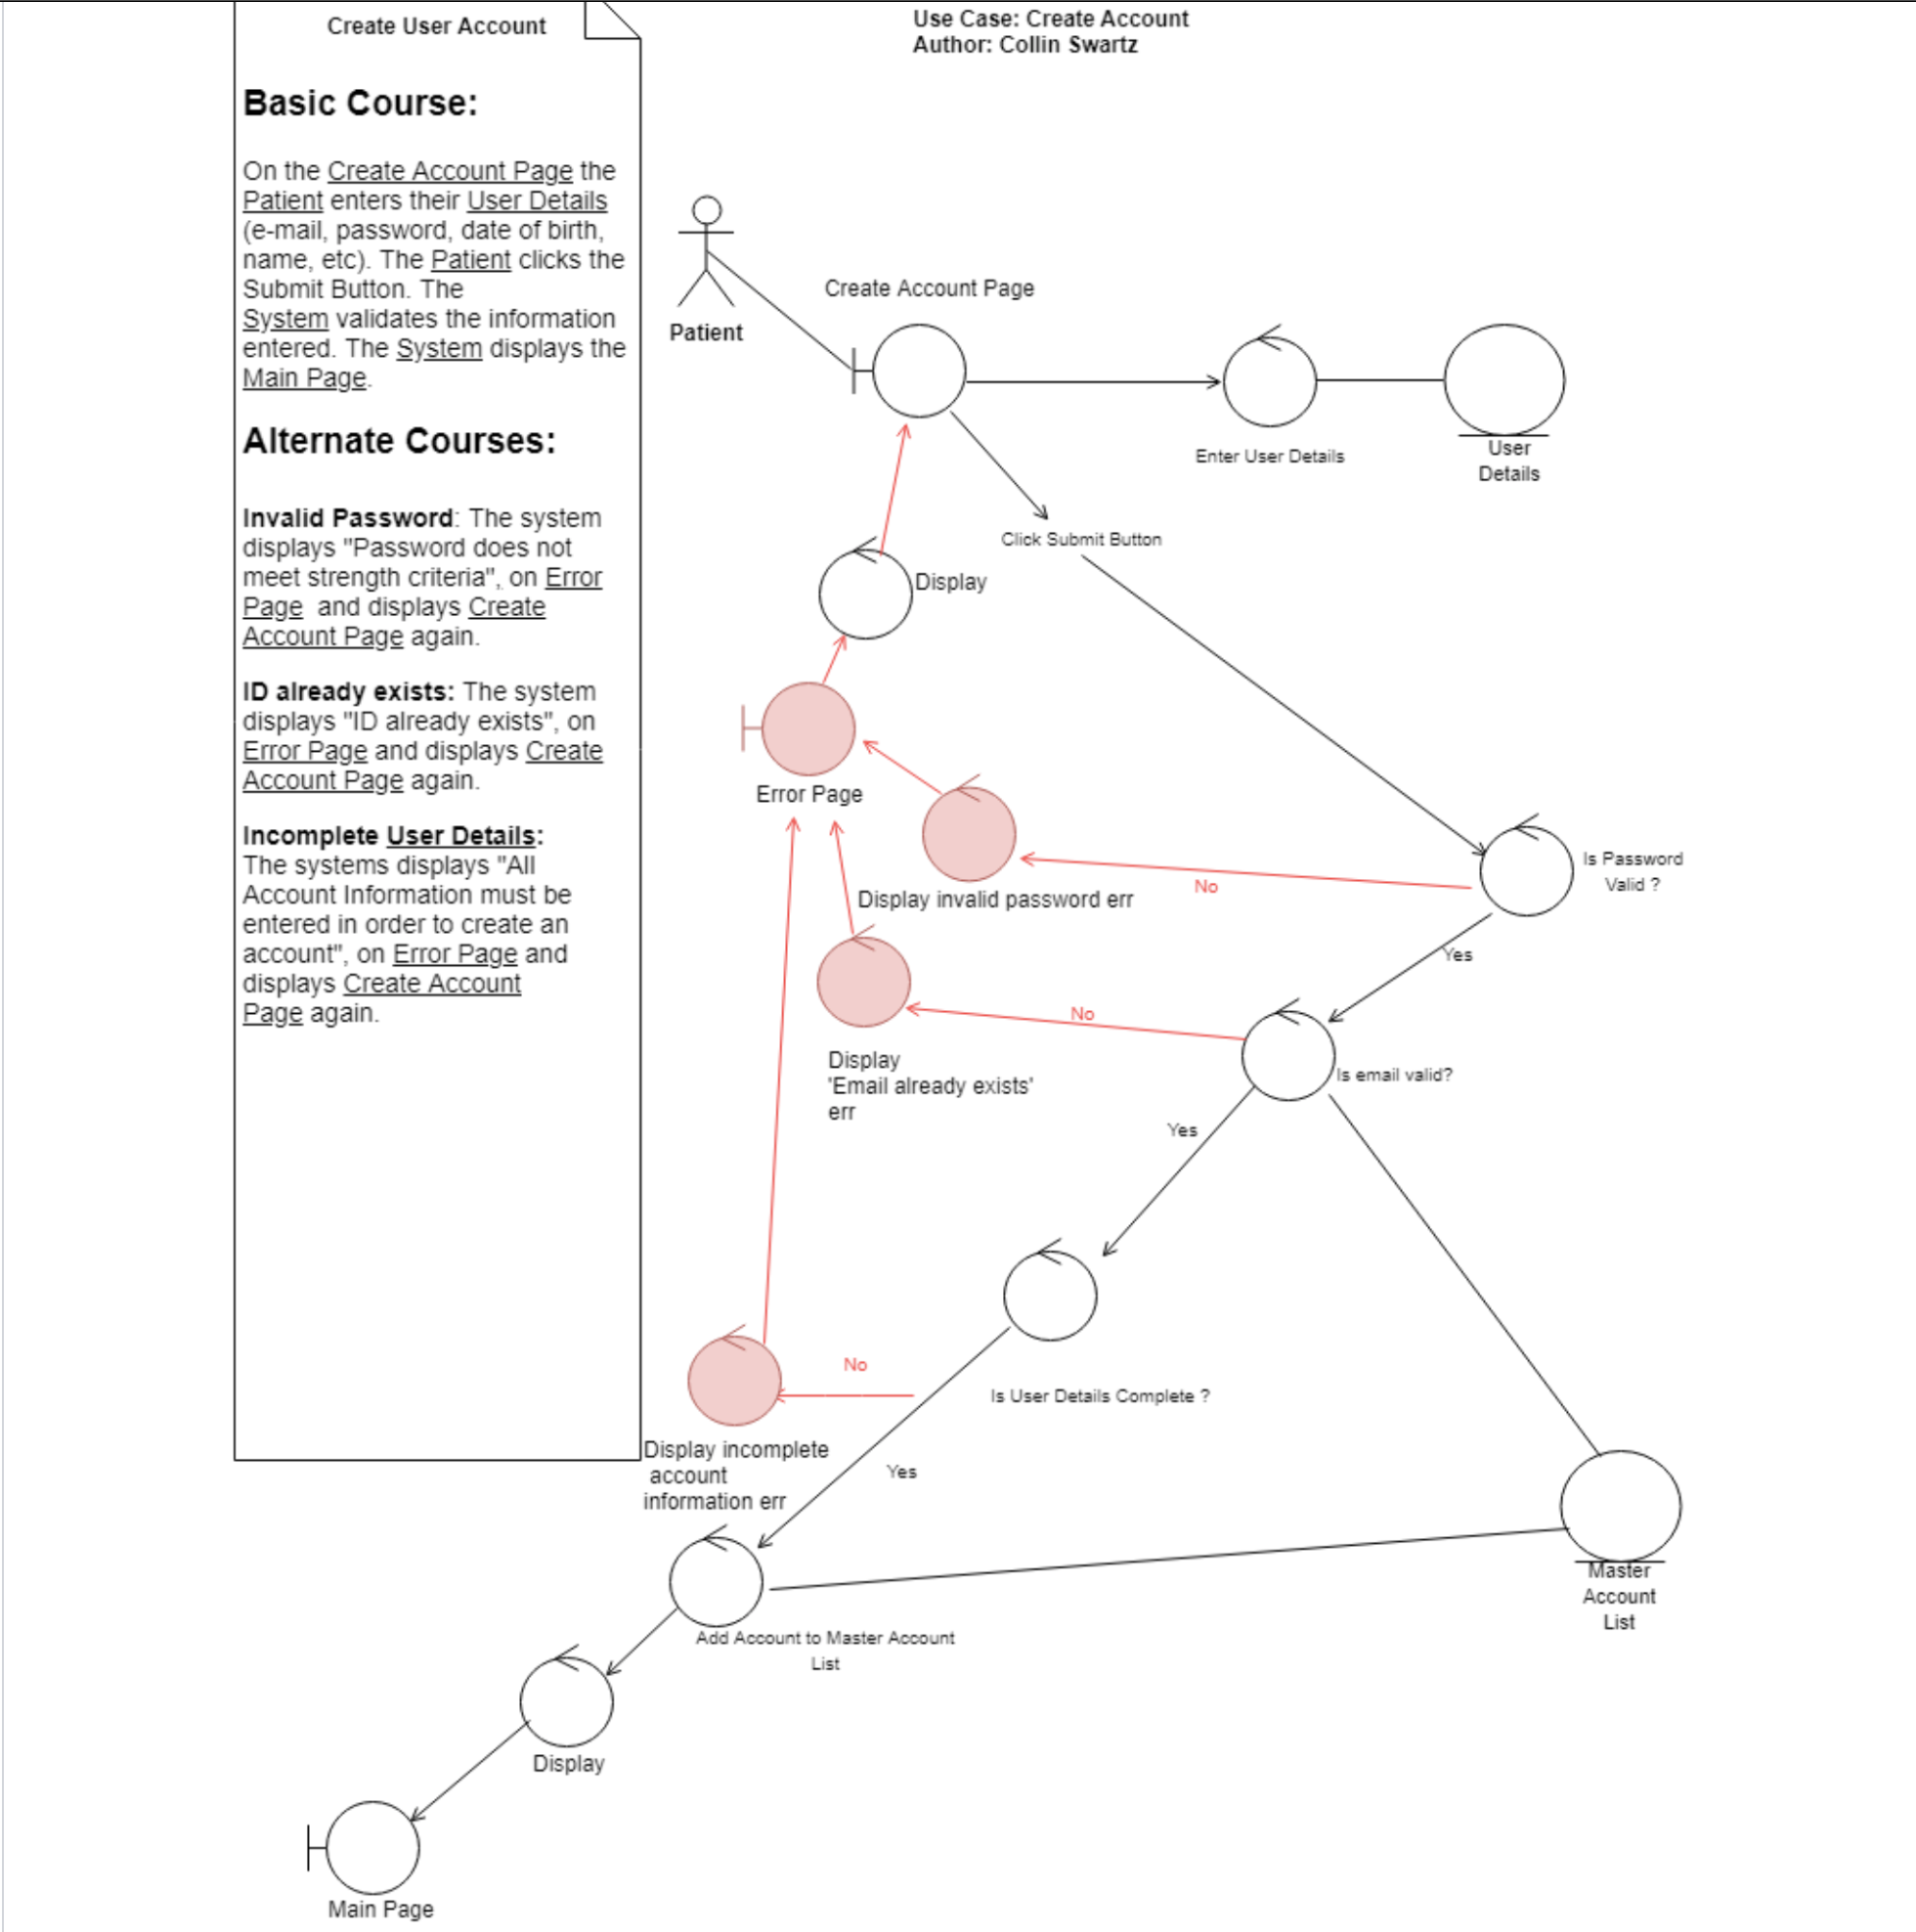 Create User Account
Use Case: Create Account
Author: Collin Swartz
Basic Course:
On the Create Account Page the
Patient enters their User Details
(e-mail, password, date of birth,
name, etc). The Patient clicks the
Submit Button. The
System validates the information
entered. The System displays the
Main Page.
Alternate Courses:
Invalid Password: The system
displays "Password does not
meet strength criteria", on Error
Page  and displays Create
Account Page again.
ID already exists: The system
displays "ID already exists", on
Error Page and displays Create
Account Page again.
Incomplete User Details:
The systems displays "All
Account Information must be
entered in order to create an
account", on Error Page and
displays Create Account
Page again.
Patient
Create Account Page
Enter User Details
User
Details
Click Submit Button
Display
Error Page
Display invalid password err
No
Is Password
Valid ?
Yes
Display
'Email already exists'
err
No
Is email valid?
Yes
No
Is User Details Complete ?
Display incomplete
account
information err
Yes
Master
Account
List
Add Account to Master Account
List
Display
Main Page